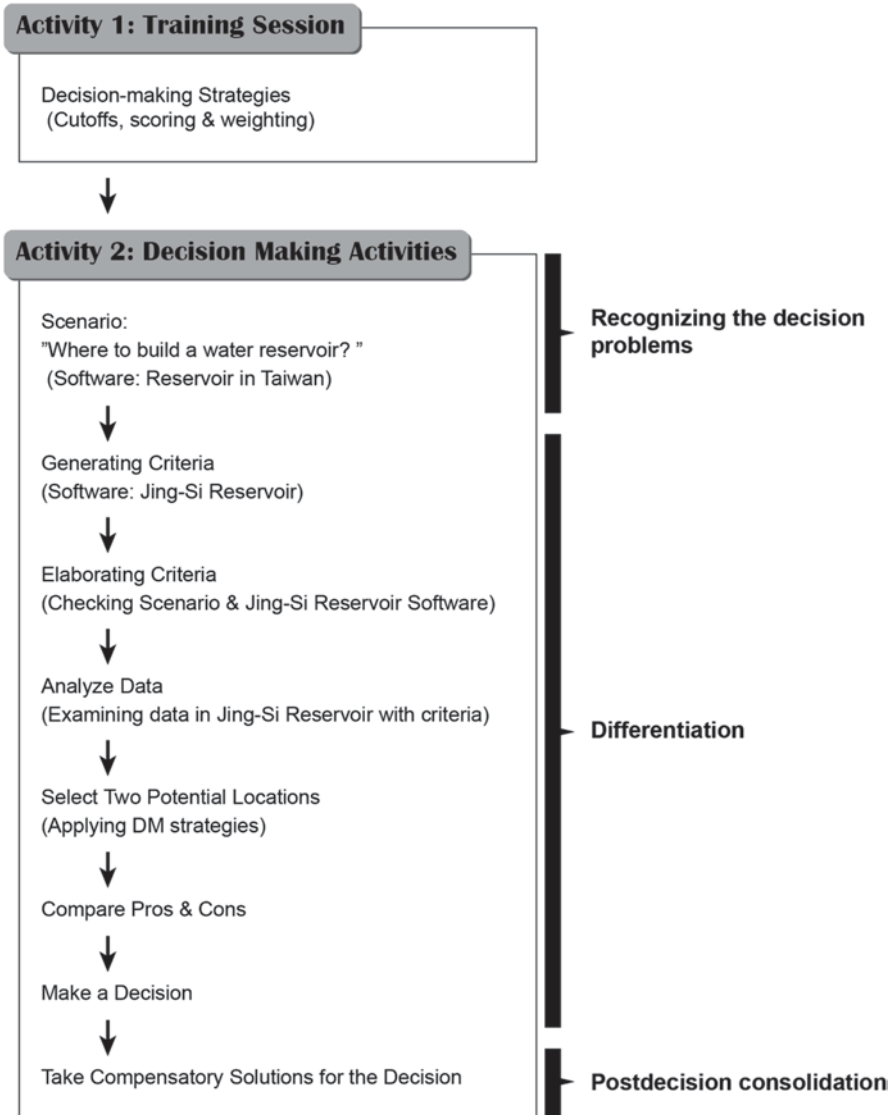 Activity 1: Training Session
Decision-making Strategies
(Cutoffs, scoring & weighting)
Activity 2: Decision Making Activities
Scenario:
”Where to build a water reservoir? ”
(Software: Reservoir in Taiwan)
Recognizing the decision
problems
Generating Criteria
(Software: Jing-Si Reservoir)
Elaborating Criteria
(Checking Scenario & Jing-Si Reservoir Software)
Analyze Data
(Examining data in Jing-Si Reservoir with criteria)
Select Two Potential Locations
(Applying DM strategies)
Compare Pros & Cons
Make a Decision
Differentiation
Take Compensatory Solutions for the Decision
Postdecision consolidation